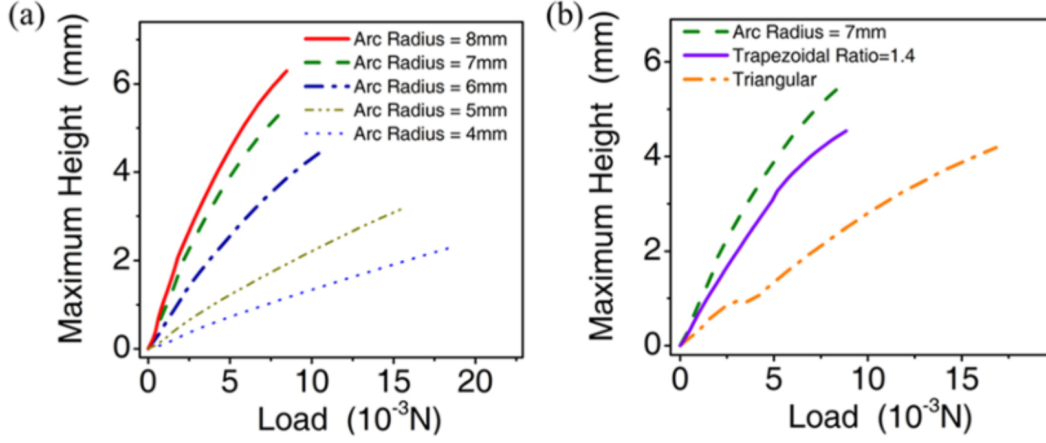 (a)
Maximum Height (mm)
6
4
2
0
Arc Radius = 8mm
Arc Radius = 7mm
Arc Radius = 6mm
Arc Radius = 5mm
Arc Radius = 4mm
0 5 10 15 20
Load (10⁻³N)
(b)
Maximum Height (mm)
6
4
2
0
Arc Radius = 7mm
Trapezoidal Ratio=1.4
Triangular
0 5 10 15
Load (10⁻³N)